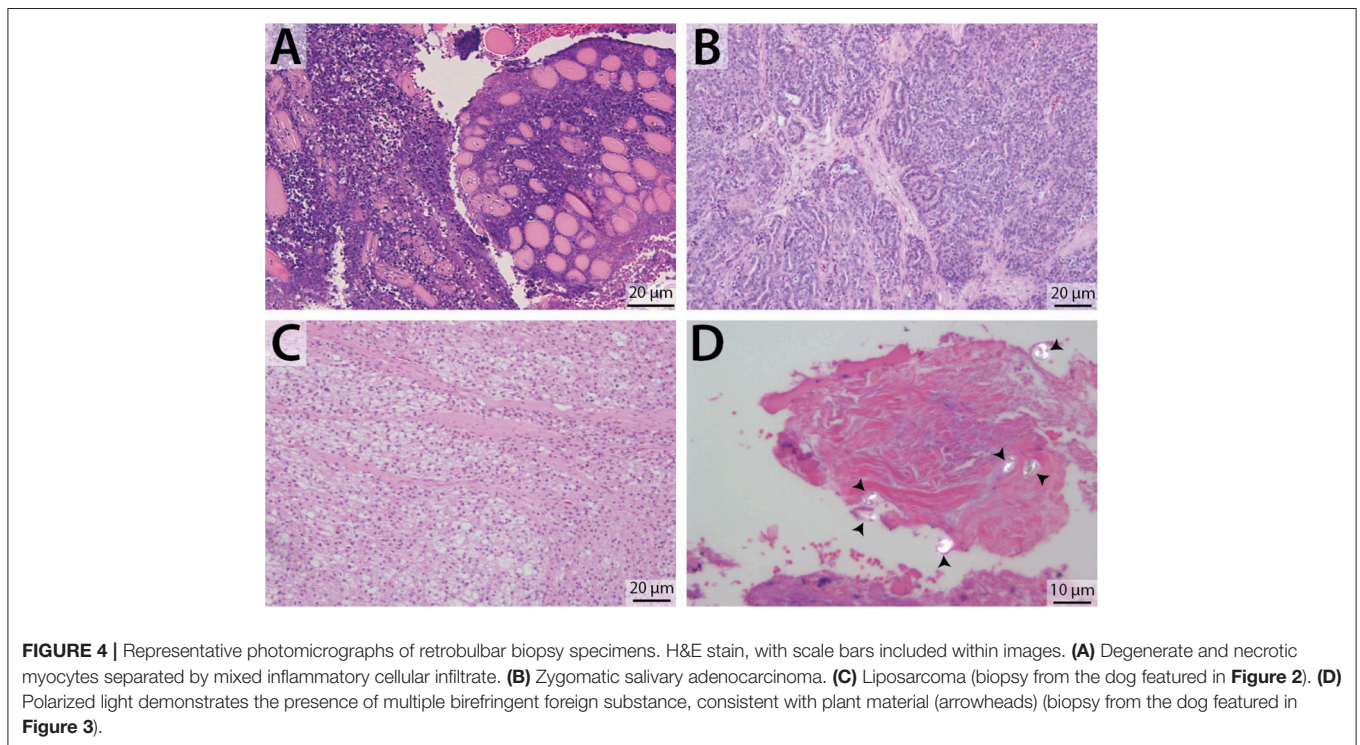 A
20 µm
B
20 µm
C
20 µm
D
10 µm
FIGURE 4 | Representative photomicrographs of retrobulbar biopsy specimens. H&E stain, with scale bars included within images. (A) Degenerate and necrotic
myocytes separated by mixed inflammatory cellular infiltrate. (B) Zygomatic salivary adenocarcinoma. (C) Liposarcoma (biopsy from the dog featured in Figure 2). (D)
Polarized light demonstrates the presence of multiple birefringent foreign substance, consistent with plant material (arrowheads) (biopsy from the dog featured in
Figure 3).